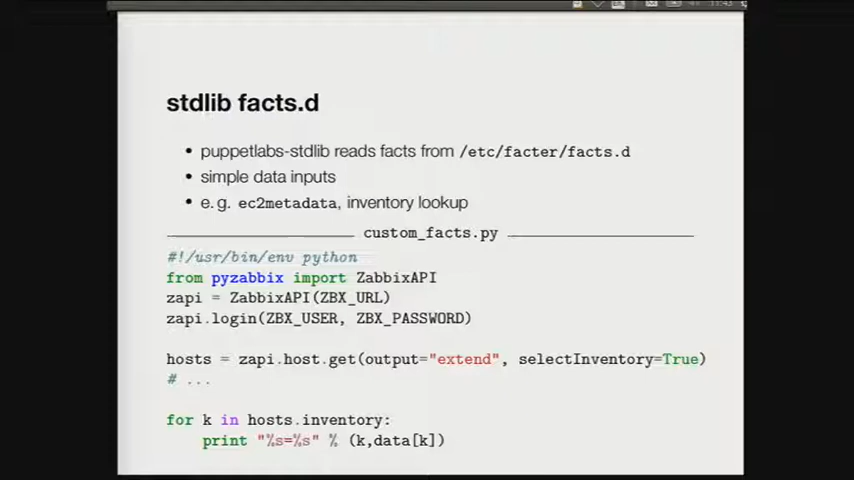 stdlib facts.d
• puppetlabs-stdlib reads facts from /etc/facter/facts.d
• simple data inputs
• e.g. ec2metadata, inventory lookup
custom_facts.py
#!/usr/bin/env python
from pyzabbix import ZabbixAPI
zapi = ZabbixAPI(ZBX_URL)
zapi.login(ZBX_USER, ZBX_PASSWORD)
hosts = zapi.host.get(output="extend", selectInventory=True)
# ...
for k in hosts.inventory:
print "%s=%s" % (k,data[k])